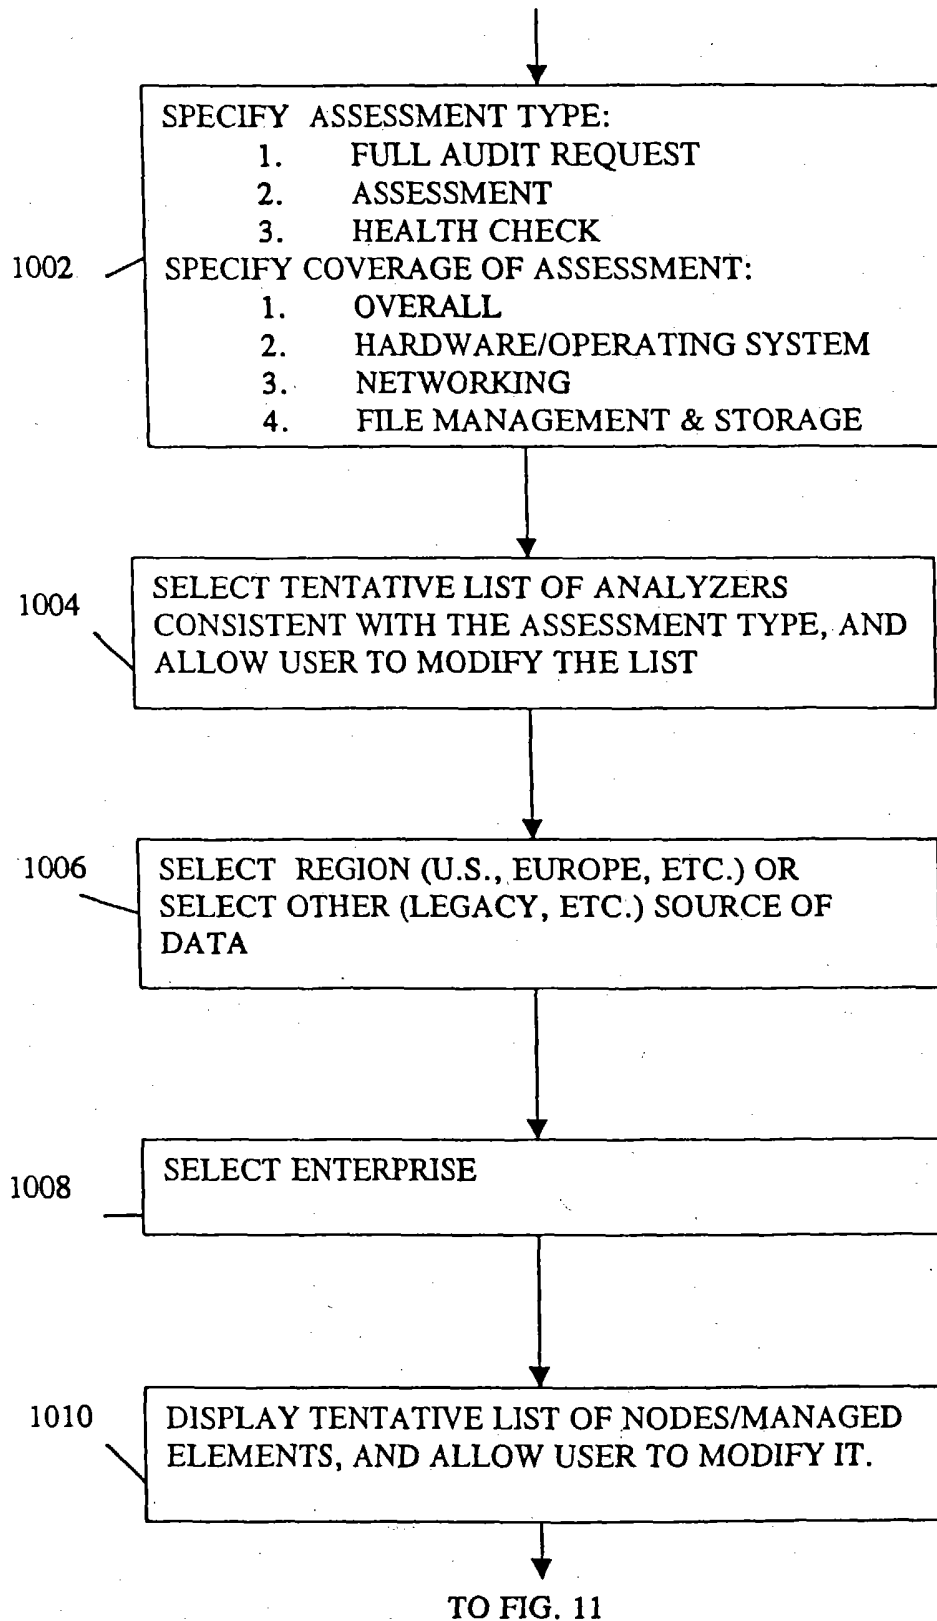 1002
SPECIFY ASSESSMENT TYPE:
1. FULL AUDIT REQUEST
2. ASSESSMENT
3. HEALTH CHECK
SPECIFY COVERAGE OF ASSESSMENT:
1. OVERALL
2. HARDWARE/OPERATING SYSTEM
3. NETWORKING
4. FILE MANAGEMENT & STORAGE
1004
SELECT TENTATIVE LIST OF ANALYZERS
CONSISTENT WITH THE ASSESSMENT TYPE, AND
ALLOW USER TO MODIFY THE LIST
1006
SELECT REGION (U.S., EUROPE, ETC.) OR
SELECT OTHER (LEGACY, ETC.) SOURCE OF
DATA
1008
SELECT ENTERPRISE
1010
DISPLAY TENTATIVE LIST OF NODES/MANAGED
ELEMENTS, AND ALLOW USER TO MODIFY IT.
TO FIG. 11